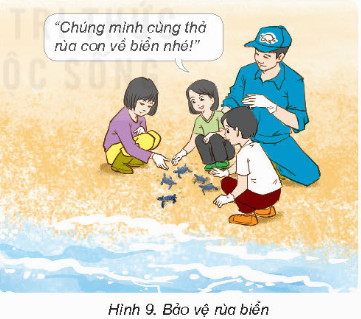 “Chúng mình cùng thả
rùa con về biển nhé!”
Hình 9. Bảo vệ rùa biển